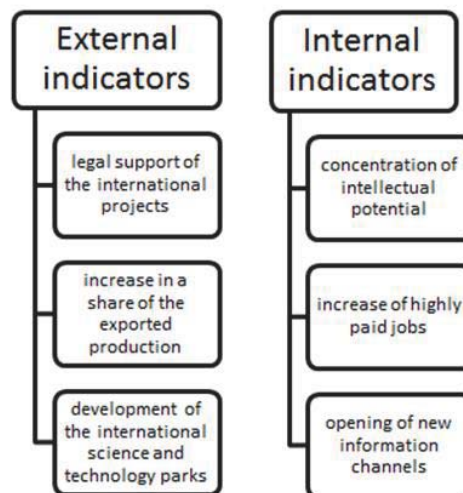 External
indicators
legal support of
the international
projects
increase in a
share of the
exported
production
development of
the international
science and
technology parks
Internal
indicators
concentration of
intellectual
potential
increase of highly
paid jobs
opening of new
information
channels